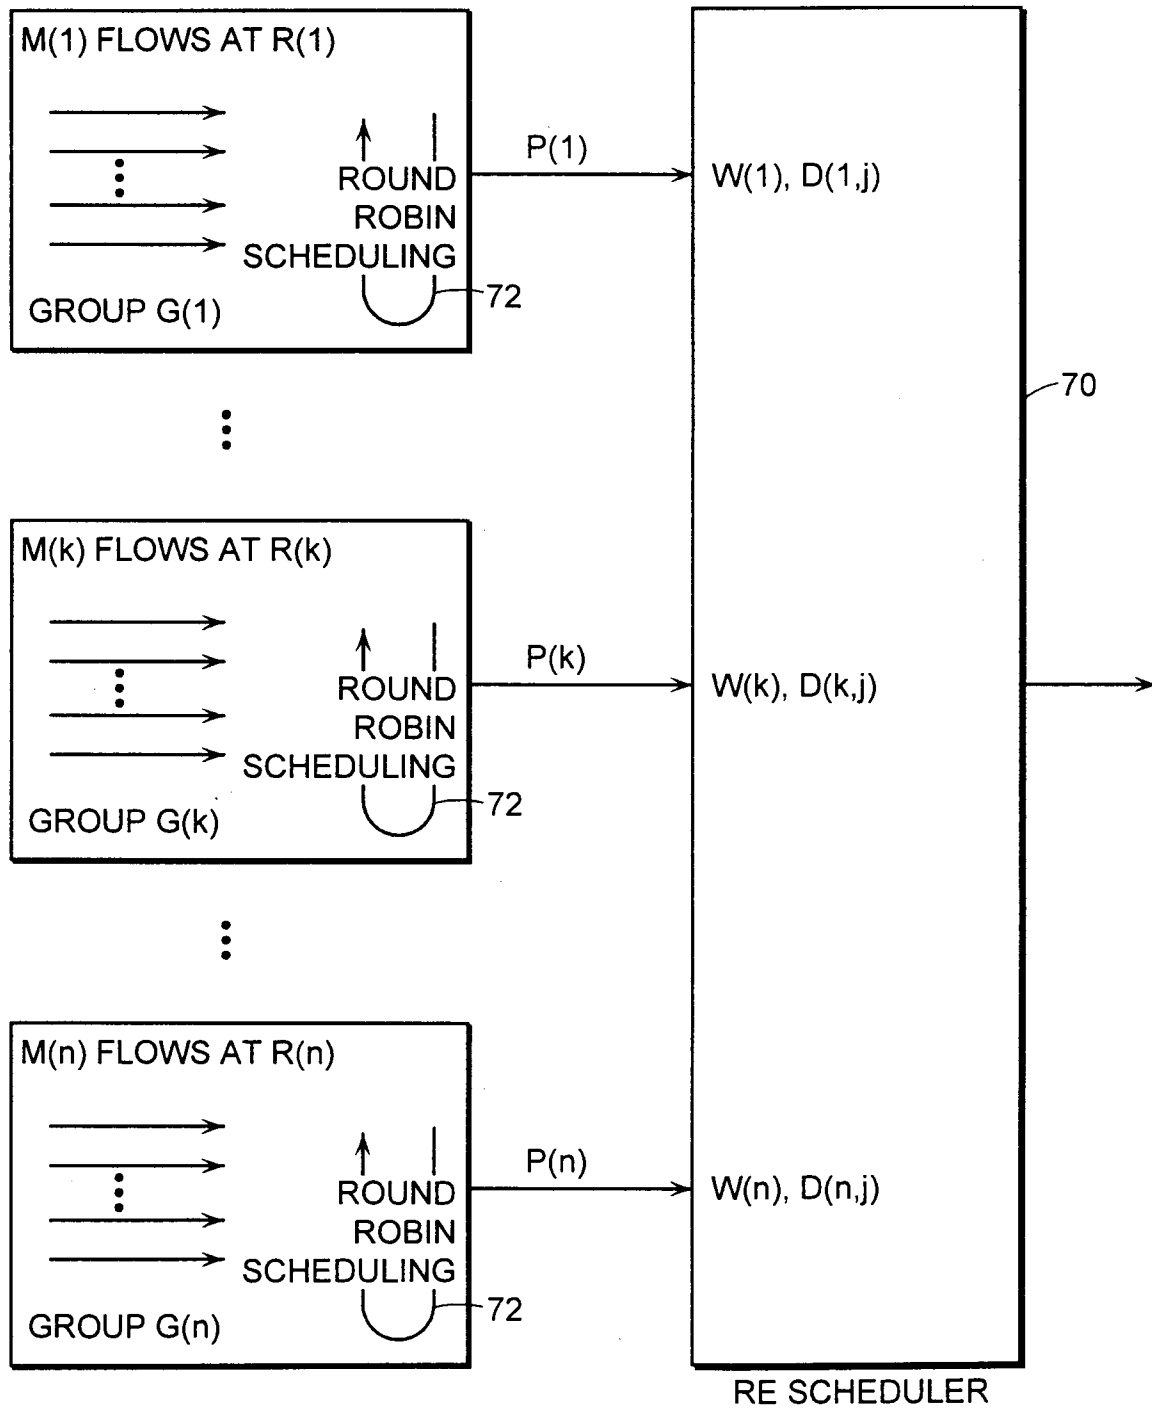 M(1) FLOWS AT R(1)
P(1)
ROUND
ROBIN
SCHEDULING
W(1), D(1,j)
72
GROUP G(1)
70
M(k) FLOWS AT R(k)
P(k)
ROUND
ROBIN
SCHEDULING
W(k), D(k,j)
72
GROUP G(k)
M(n) FLOWS AT R(n)
P(n)
ROUND
ROBIN
SCHEDULING
W(n), D(n,j)
72
GROUP G(n)
RE SCHEDULER